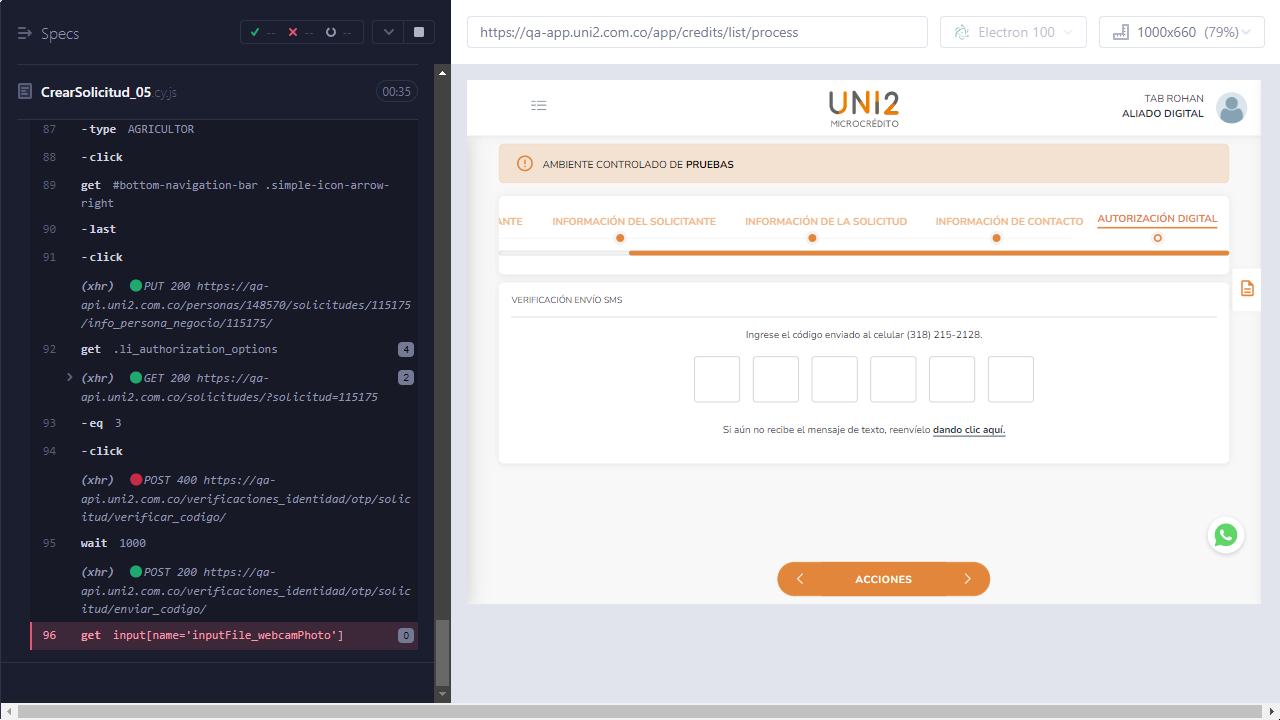 Specs
-- -- --
CrearSolicitud_05 cy.js
00:35
87 -type AGRICULTOR
88 -click
89 get #bottom-navigation-bar .simple-icon-arrow-
right
90 -last
91 -click
(xhr) PUT 200 https://qa-
api.uni2.com.co/personas/148570/solicitudes/115175
/info_persona_negocio/115175/
92 get .li_authorization_options 4
(xhr) GET 200 https://qa- 2
api.uni2.com.co/solicitudes/?solicitud=115175
93 -eq 3
94 -click
(xhr) POST 400 https://qa-
api.uni2.com.co/verificaciones_identidad/otp/solic
itud/verificar_codigo/
95 wait 1000
(xhr) POST 200 https://qa-
api.uni2.com.co/verificaciones_identidad/otp/solic
itud/enviar_codigo/
96 get input[name='inputFile_webcamPhoto'] 0
https://qa-app.uni2.com.co/app/credits/list/process
Electron 100
1000x660 (79%)
UNI2
MICROCRÉDITO
TAB ROHAN
ALIADO DIGITAL
AMBIENTE CONTROLADO DE PRUEBAS
ANTE
INFORMACIÓN DEL SOLICITANTE
INFORMACIÓN DE LA SOLICITUD
INFORMACIÓN DE CONTACTO
AUTORIZACIÓN DIGITAL
VERIFICACIÓN ENVÍO SMS
Ingrese el código enviado al celular (318) 215-2128.
Si aún no recibe el mensaje de texto, reenvíelo dando clic aquí.
ACCIONES